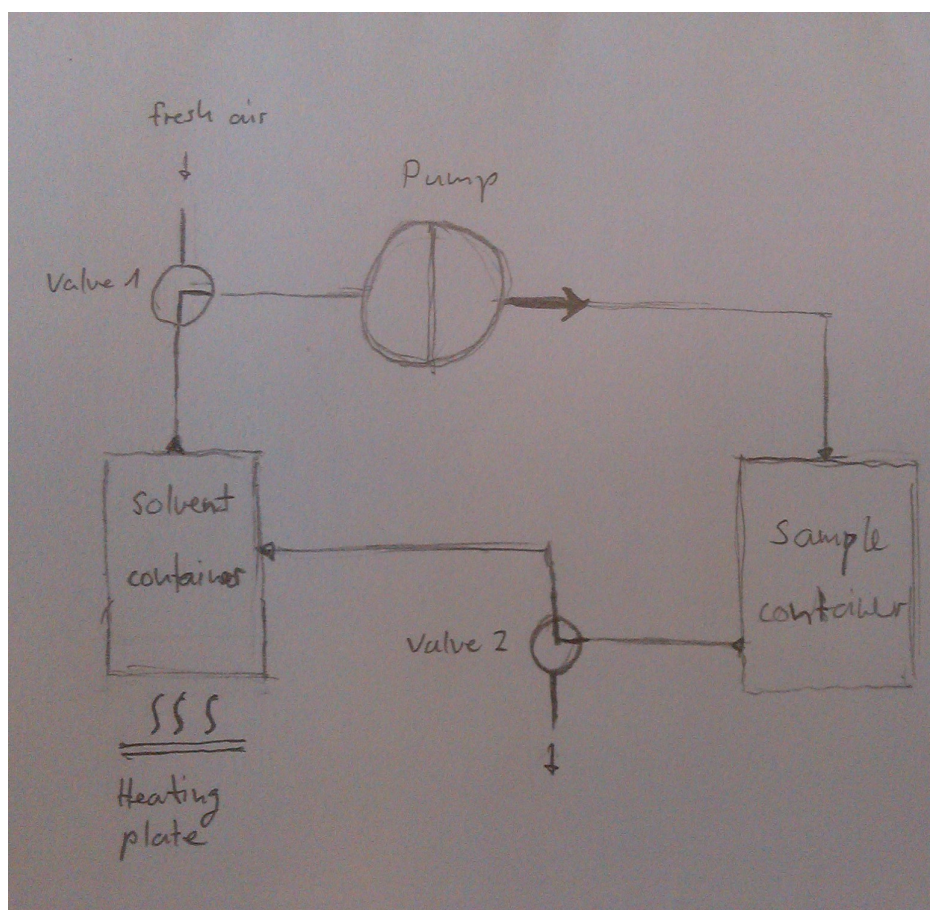 fresh air
Pump
Valve 1
Solvent
container
Sample
container
Valve 2
Heating
plate